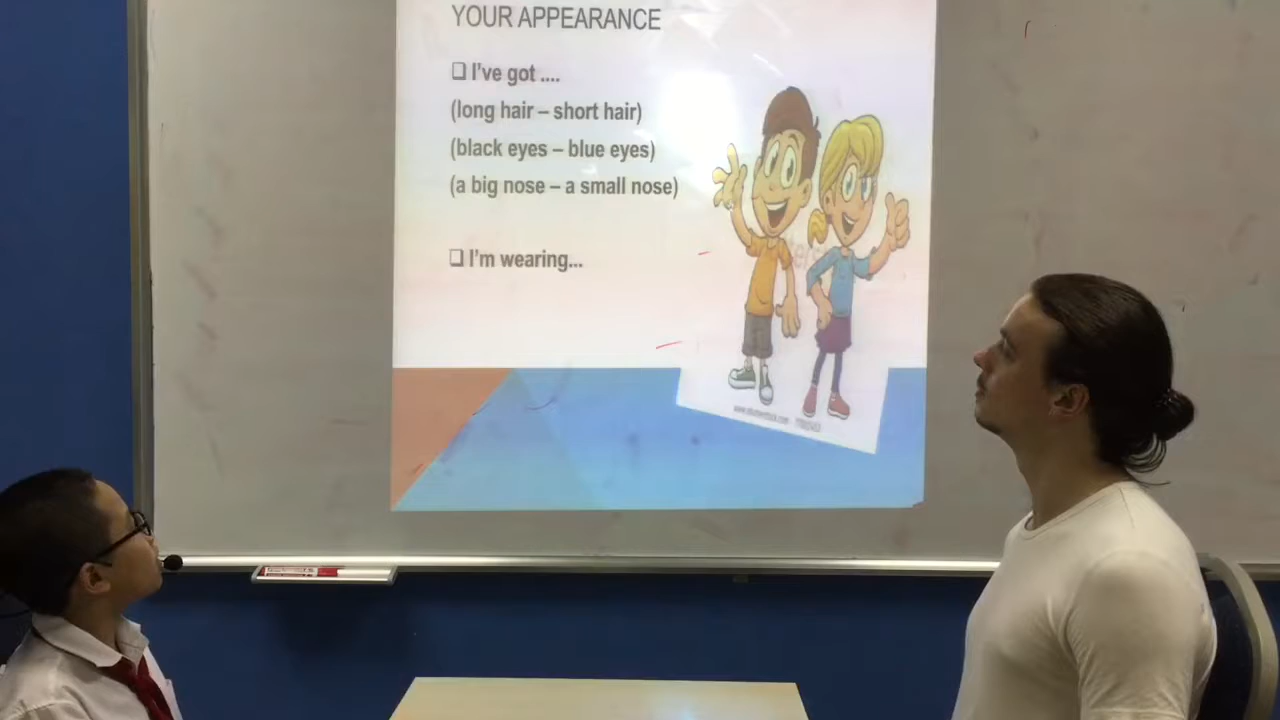 YOUR APPEARANCE
❑ I've got ....
(long hair – short hair)
(black eyes – blue eyes)
(a big nose – a small nose)
❑ I'm wearing...